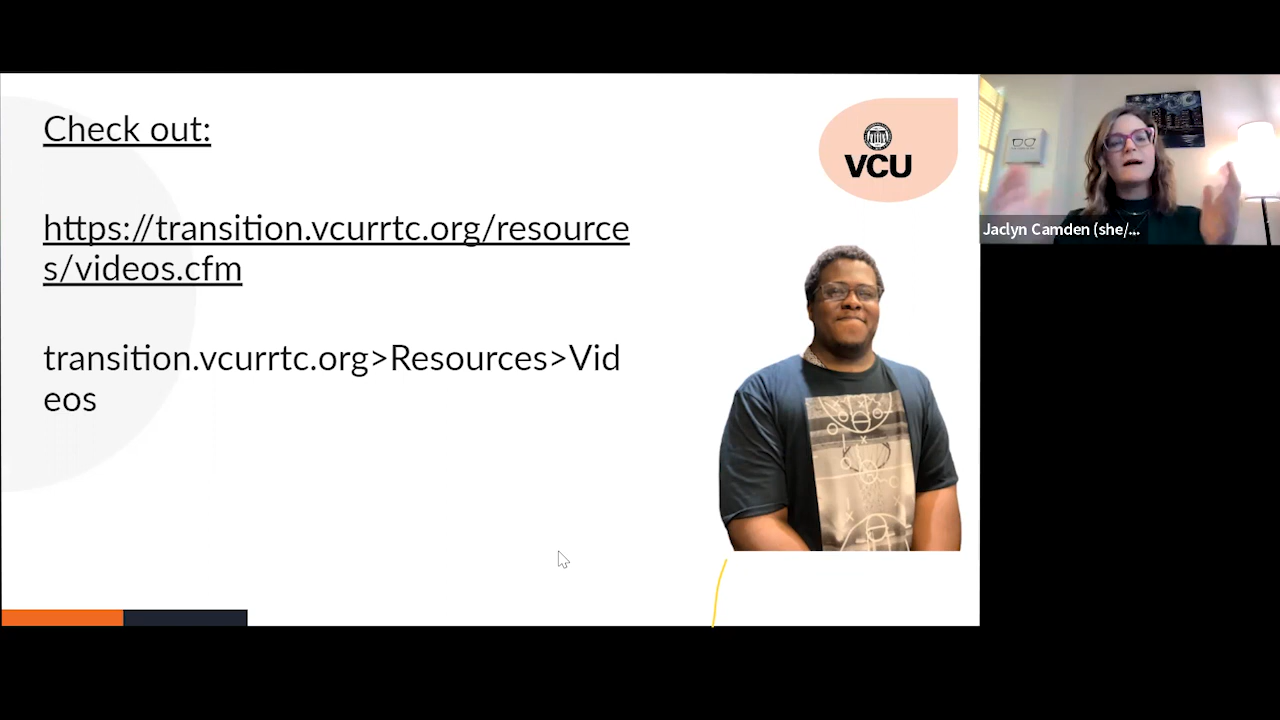 Check out:
https://transition.vcurrtc.org/resource
s/videos.cfm
transition.vcurrtc.org>Resources>Vid
eos
VCU
Jaclyn Camden (she/...